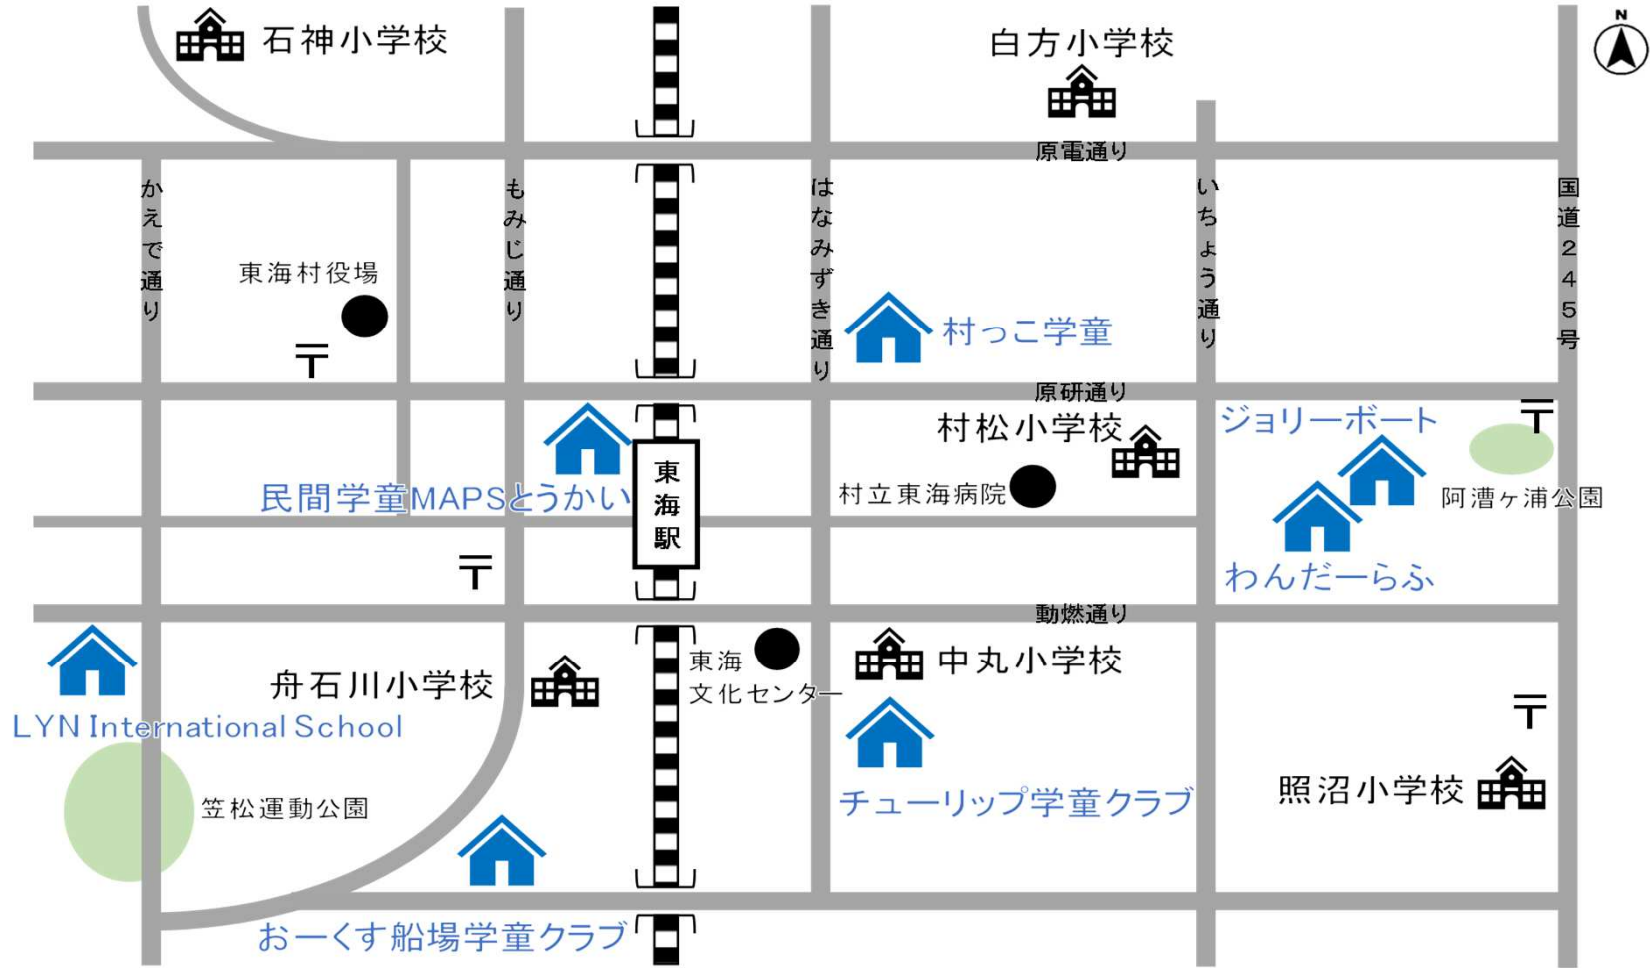 N
石神小学校
白方小学校
原電通り
かえで通り
もみじ通り
はなみずき通り
いちょう通り
国道245号
東海村役場
〒
村っこ学童
原研通り
ジョリーボート
〒
村松小学校
東海駅
民間学童MAPSとうかい
村立東海病院
阿漕ヶ浦公園
〒
わんだーらふ
動燃通り
東海
文化センター
中丸小学校
舟石川小学校
LYN International School
〒
笠松運動公園
チューリップ学童クラブ
照沼小学校
おーくす船場学童クラブ